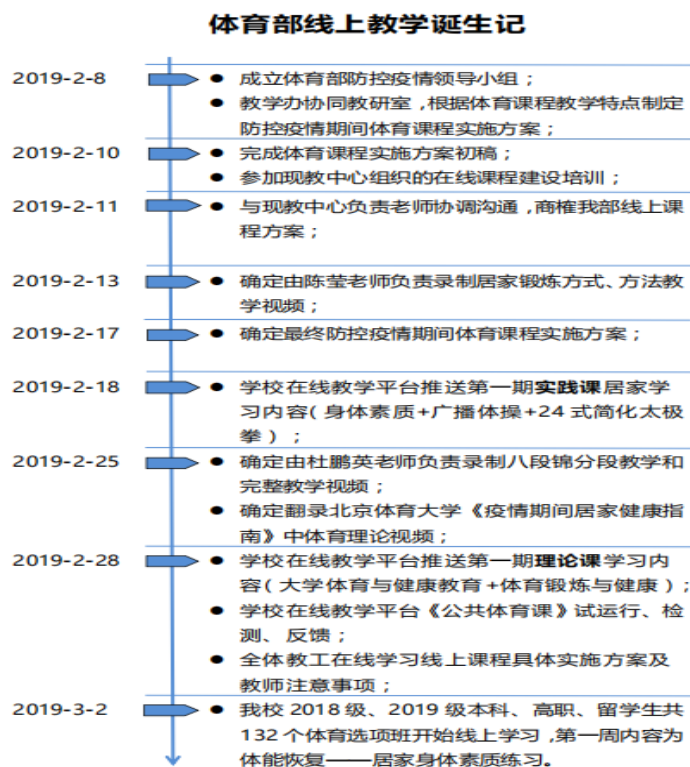 体育部线上教学诞生记
2019-2-8
● 成立体育部防控疫情领导小组；
● 教学办协同教研室，根据体育课程教学特点制定
防控疫情期间体育课程实施方案；
2019-2-10
● 完成体育课程实施方案初稿；
● 参加现教中心组织的在线课程建设培训；
2019-2-11
● 与现教中心负责老师协调沟通，商榷我部线上课
程方案；
2019-2-13
● 确定由陈莹老师负责录制居家锻炼方式、方法教
学视频；
2019-2-17
● 确定最终防控疫情期间体育课程实施方案；
2019-2-18
● 学校在线教学平台推送第一期实践课居家学
习内容（身体素质+广播体操+24 式简化太极
拳）；
2019-2-25
● 确定由杜鹏英老师负责录制八段锦分段教学和
完整教学视频；
● 确定翻录北京体育大学《疫情期间居家健康指
南》中体育理论视频；
2019-2-28
● 学校在线教学平台推送第一期理论课学习内
容（大学体育与健康教育+体育锻炼与健康）；
● 学校在线教学平台《公共体育课》试运行、检
测、反馈；
● 全体教工在线学习线上课程具体实施方案及
教师注意事项；
2019-3-2
● 我校 2018 级、2019 级本科、高职、留学生共
132 个体育选项班开始线上学习，第一周内容为
体能恢复——居家身体素质练习。